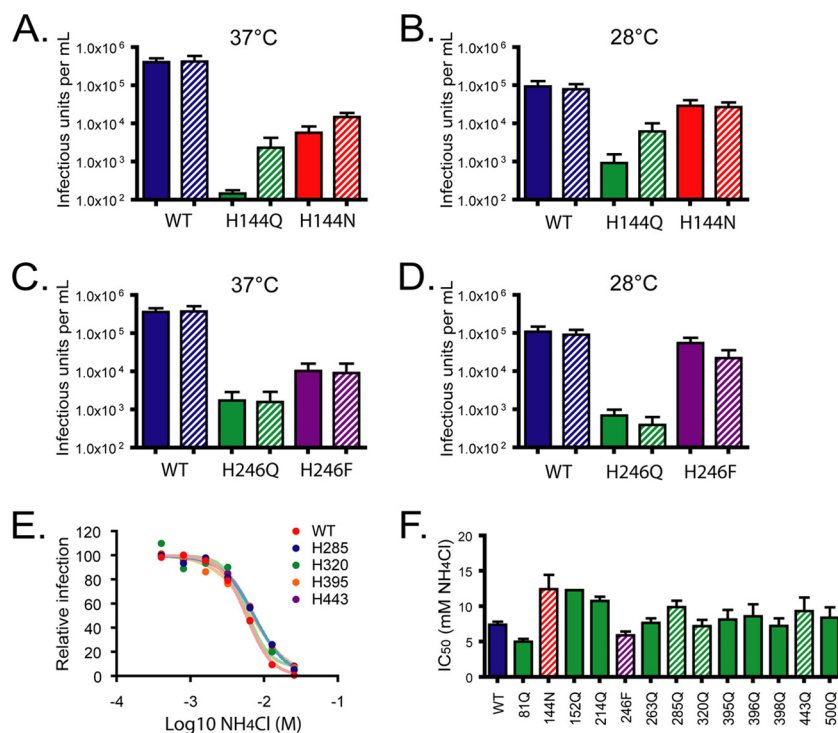 A.
37°C
Infectious units per mL
1.0x10⁶
1.0x10⁵
1.0x10⁴
1.0x10³
1.0x10²
WT
H144Q
H144N
B.
28°C
Infectious units per mL
1.0x10⁶
1.0x10⁵
1.0x10⁴
1.0x10³
1.0x10²
WT
H144Q
H144N
C.
37°C
Infectious units per mL
1.0x10⁶
1.0x10⁵
1.0x10⁴
1.0x10³
1.0x10²
WT
H246Q
H246F
D.
28°C
Infectious units per mL
1.0x10⁶
1.0x10⁵
1.0x10⁴
1.0x10³
1.0x10²
WT
H246Q
H246F
E.
Relative infection
120
100
80
60
40
20
0
-4
-3
-2
-1
Log10 NH4Cl (M)
WT
H285
H320
H395
H443
F.
IC50 (mM NH4Cl)
20
15
10
5
0
WT
81Q
144N
152Q
214Q
246F
263Q
285Q
320Q
395Q
396Q
398Q
443Q
500Q